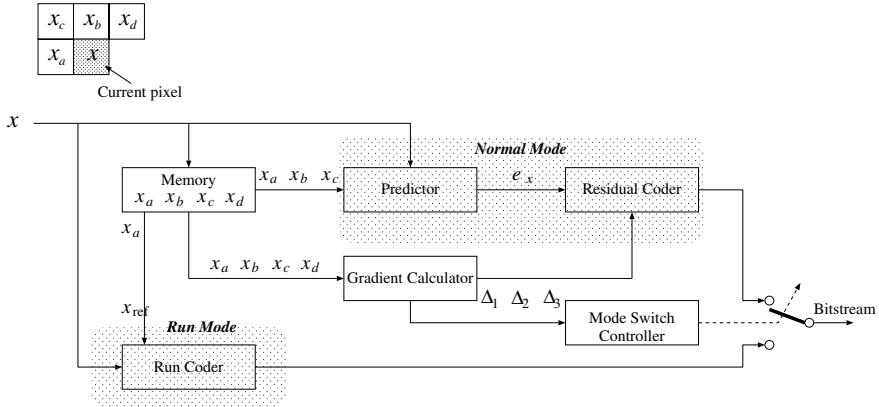 x_c x_b x_d
x_a x
Current pixel
x
Normal Mode
Memory
x_a x_b x_c x_d
x_a x_b x_c
Predictor
e_x
Residual Coder
x_a
x_a x_b x_c x_d
Gradient Calculator
Δ_1 Δ_2 Δ_3
x_ref
Mode Switch
Controller
Bitstream
Run Mode
Run Coder